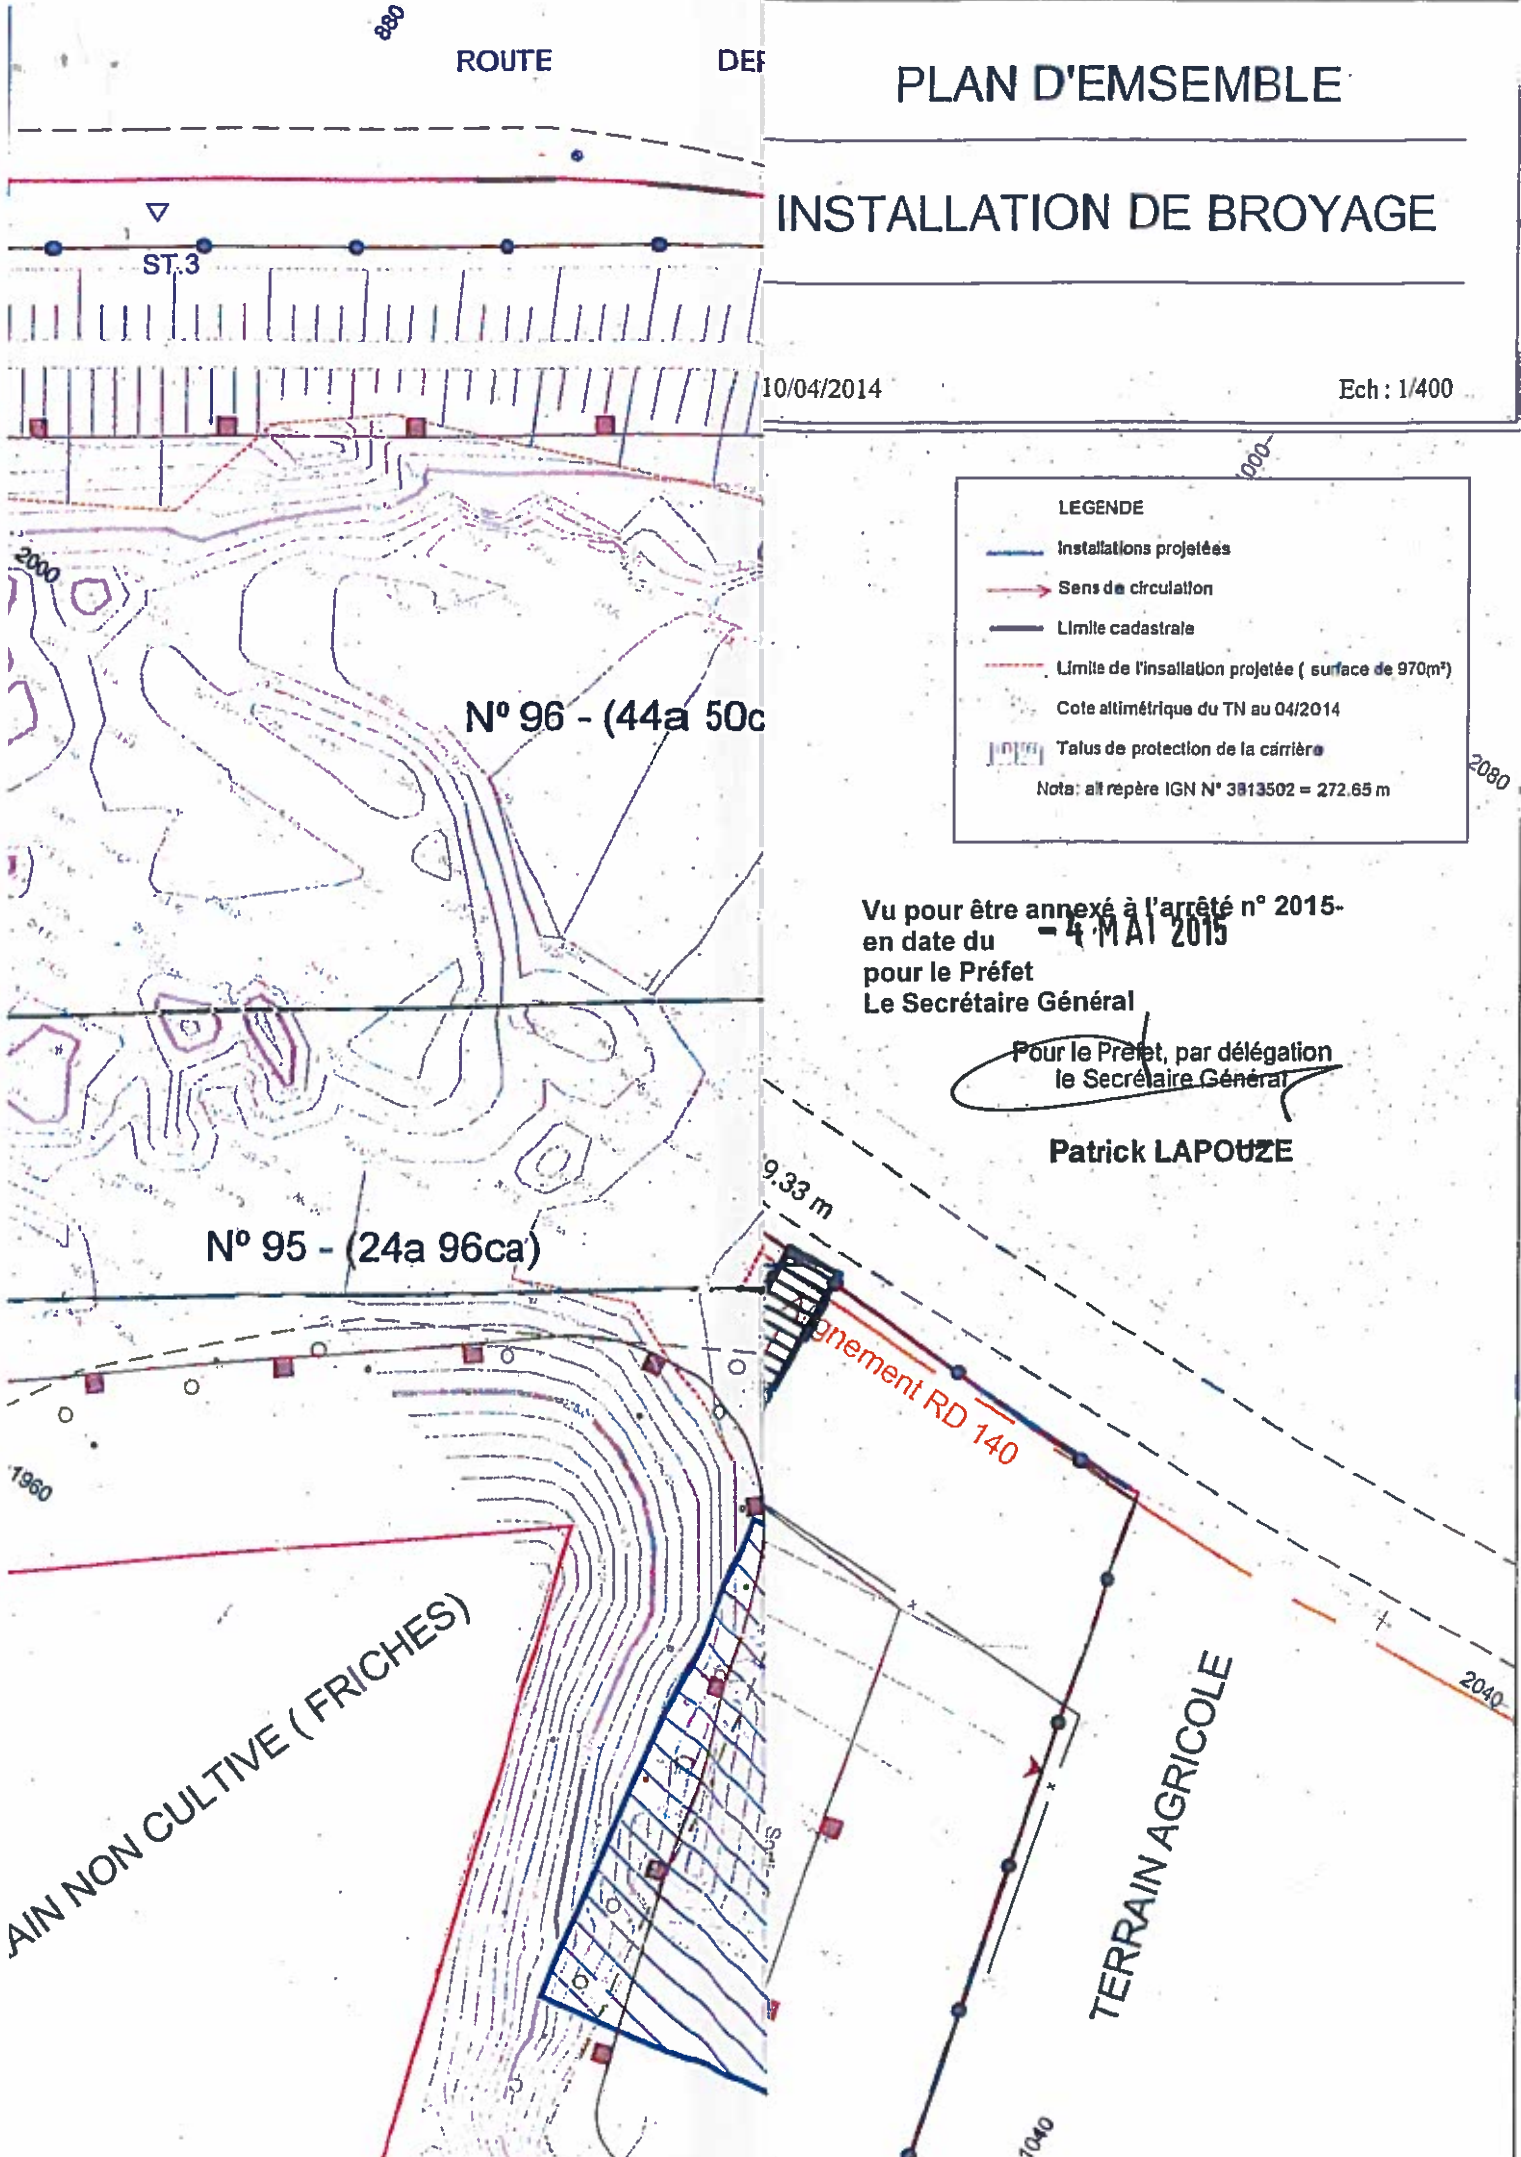 880
ROUTE
PLAN D'EMSEMBLE
INSTALLATION DE BROYAGE
ST.3
10/04/2014
Ech : 1/400
1000
LEGENDE
Installations projetées
Sens de circulation
Limite cadastrale
Limite de l'insallation projetée ( surface de 970m²)
Cote altimétrique du TN au 04/2014
Talus de protection de la carrière
Nota: alt repère IGN N° 3813502 = 272.65 m
2000
2080
Nº 96 - (44a 50c
Vu pour être annexé à l'arrêté n° 2015-
en date du - 4 MAI 2015
pour le Préfet
Le Secrétaire Général
Pour le Préfet, par délégation
le Secrétaire Général
Patrick LAPOUZE
9.33 m
Nº 95 - (24a 96ca)
gnement RD 140
1960
AIN NON CULTIVE ( FRICHES)
TERRAIN AGRICOLE
2040
1040